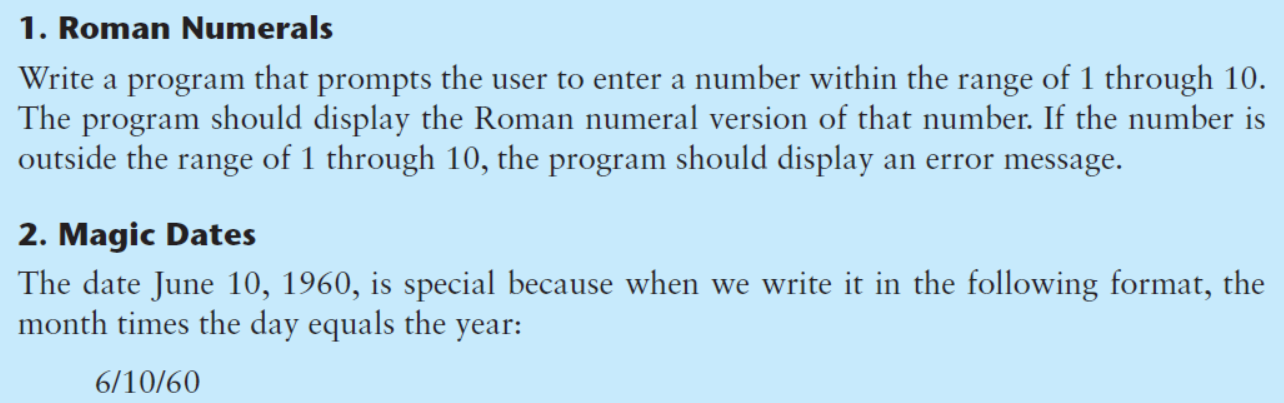 1. Roman Numerals
Write a program that prompts the user to enter a number within the range of 1 through 10.
The program should display the Roman numeral version of that number. If the number is
outside the range of 1 through 10, the program should display an error message.
2. Magic Dates
The date June 10, 1960, is special because when we write it in the following format, the
month times the day equals the year:
6/10/60